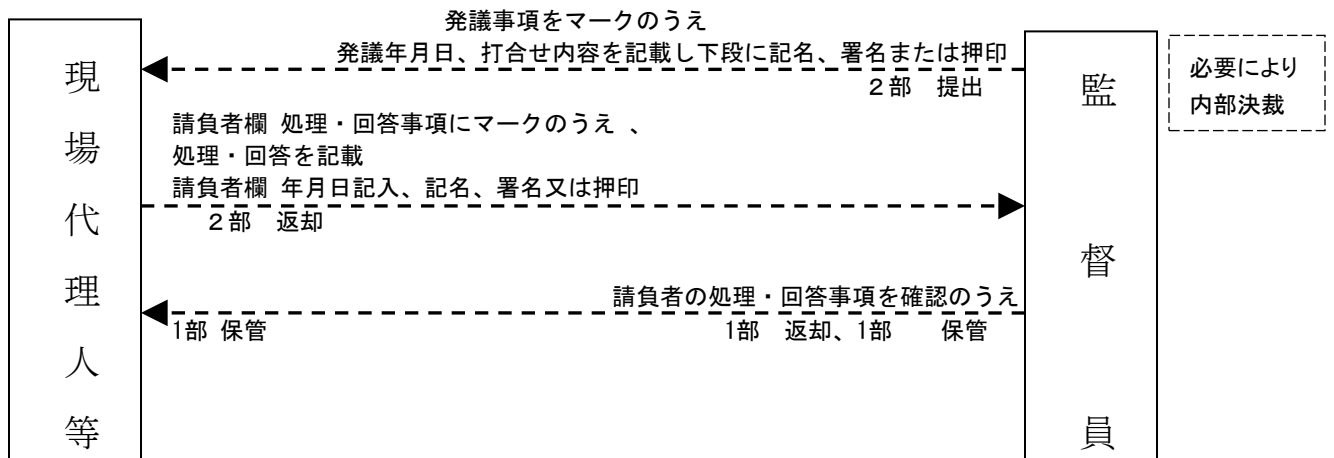 発議事項をマークのうえ
発議年月日、打合せ内容を記載し下段に記名、署名または押印
２部　提出
現場代理人等
監督員
必要により
内部決裁
請負者欄 処理・回答事項にマークのうえ 、
処理・回答を記載
請負者欄 年月日記入、記名、署名又は押印
２部　返却
請負者の処理・回答事項を確認のうえ
1部 保管
1部　返却、1部　　保管